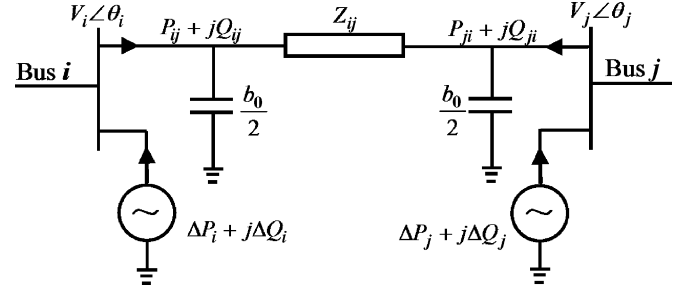 V_i∠θ_i
P_ij + jQ_ij
Z_ij
P_ji + jQ_ji
V_j∠θ_j
Bus i
b_0/2
b_0/2
Bus j
∼
∼
ΔP_i + jΔQ_i
ΔP_j + jΔQ_j